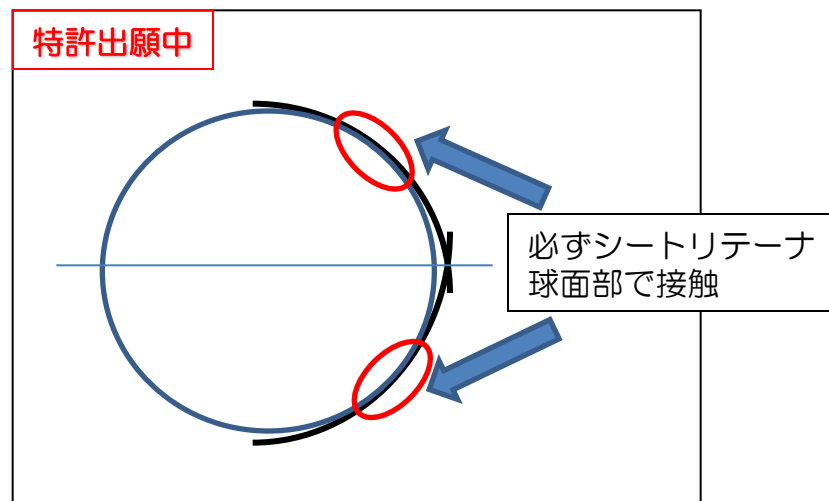 特許出願中
必ずシートリテーナ
球面部で接触